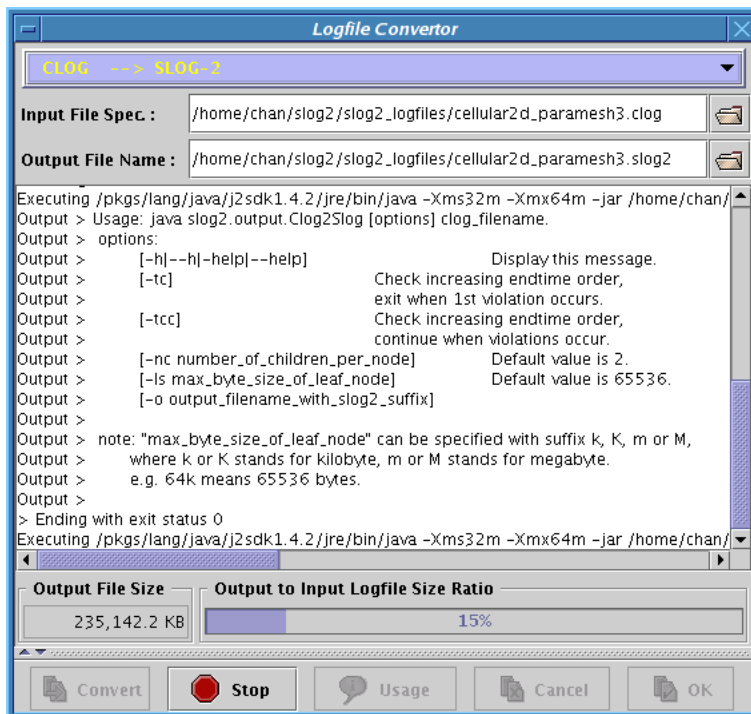 Logfile Convertor
CLOG --> SLOG-2
Input File Spec. : /home/chan/slog2/slog2_logfiles/cellular2d_paramesh3.clog
Output File Name : /home/chan/slog2/slog2_logfiles/cellular2d_paramesh3.slog2
Executing /pkgs/lang/java/j2sdk1.4.2/jre/bin/java -Xms32m -Xmx64m -jar /home/chan/
Output > Usage: java slog2.output.Clog2Slog [options] clog_filename.
Output > options:
Output > [-h|--h|-help|--help] Display this message.
Output > [-tc] Check increasing endtime order,
Output > exit when 1st violation occurs.
Output > [-tcc] Check increasing endtime order,
Output > continue when violations occur.
Output > [-nc number_of_children_per_node] Default value is 2.
Output > [-ls max_byte_size_of_leaf_node] Default value is 65536.
Output > [-o output_filename_with_slog2_suffix]
Output >
Output > note: "max_byte_size_of_leaf_node" can be specified with suffix k, K, m or M,
Output > where k or K stands for kilobyte, m or M stands for megabyte.
Output > e.g. 64k means 65536 bytes.
Output >
> Ending with exit status 0
Executing /pkgs/lang/java/j2sdk1.4.2/jre/bin/java -Xms32m -Xmx64m -jar /home/chan/
Output File Size Output to Input Logfile Size Ratio
235,142.2 KB 15%
Convert Stop Usage Cancel OK